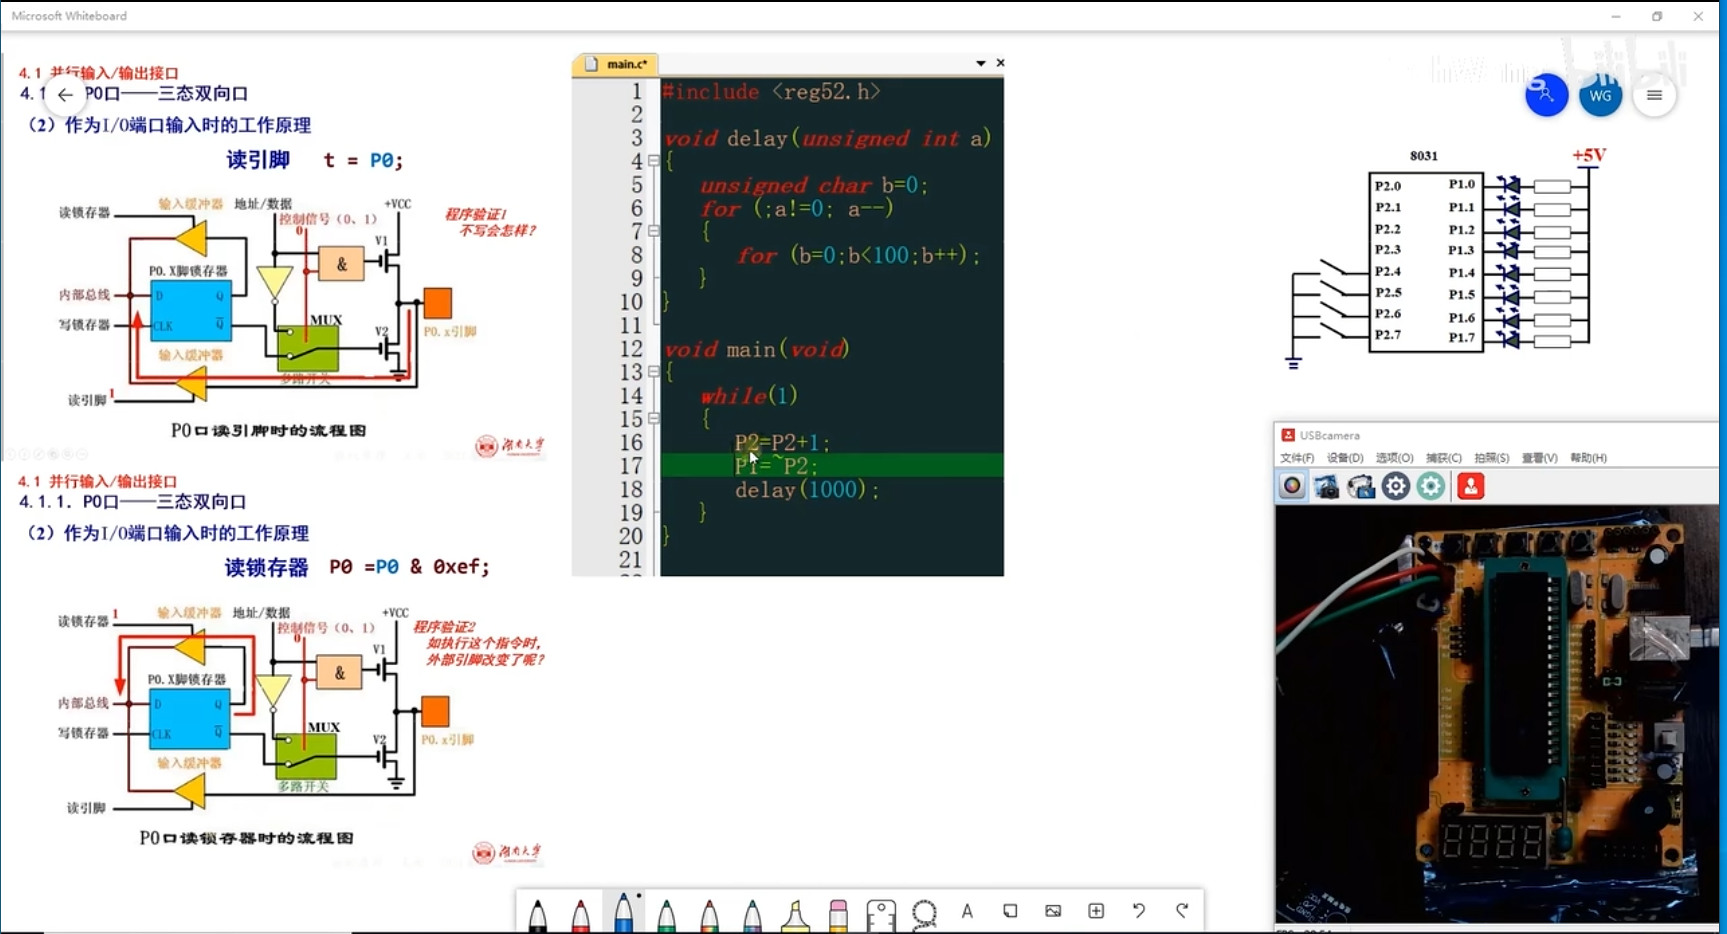 Microsoft Whiteboard
4.1 并行输入/输出接口
P0口——三态双向口
（2）作为I/O端口输入时的工作原理
读引脚 t = P0;
读锁存器
输入缓冲器
地址/数据
控制信号（0、1）
0
+VCC
程序验证1
不写会怎样？
V1
&
P0.X脚锁存器
内部总线
D
Q
MUX
写锁存器
CLK
Q
V2
P0.x引脚
输入缓冲器
多路开关
读引脚
1
P0口读引脚时的流程图
湖南大学
4.1 并行输入/输出接口
4.1.1. P0口——三态双向口
（2）作为I/O端口输入时的工作原理
读锁存器 P0 =P0 & 0xef;
读锁存器
1
输入缓冲器
地址/数据
控制信号（0、1）
0
+VCC
程序验证2
如执行这个指令时，
外部引脚改变了呢？
V1
&
P0.X脚锁存器
内部总线
D
Q
MUX
写锁存器
CLK
Q
V2
P0.x引脚
输入缓冲器
多路开关
读引脚
P0口读锁存器时的流程图
湖南大学
main.c*
1 #include <reg52.h>
2
3 void delay(unsigned int a)
4 {
5 unsigned char b=0;
6 for (;a!=0; a--)
7 {
8 for (b=0;b<100;b++);
9 }
10 }
11
12 void main(void)
13 {
14 while(1)
15 {
16 P2=P2+1;
17 P1=~P2;
18 delay(1000);
19 }
20 }
21
WG
8031
+5V
P2.0 P1.0
P2.1 P1.1
P2.2 P1.2
P2.3 P1.3
P2.4 P1.4
P2.5 P1.5
P2.6 P1.6
P2.7 P1.7
USBcamera
文件(F) 设备(D) 选项(O) 捕获(C) 拍照(S) 查看(V) 帮助(H)
A